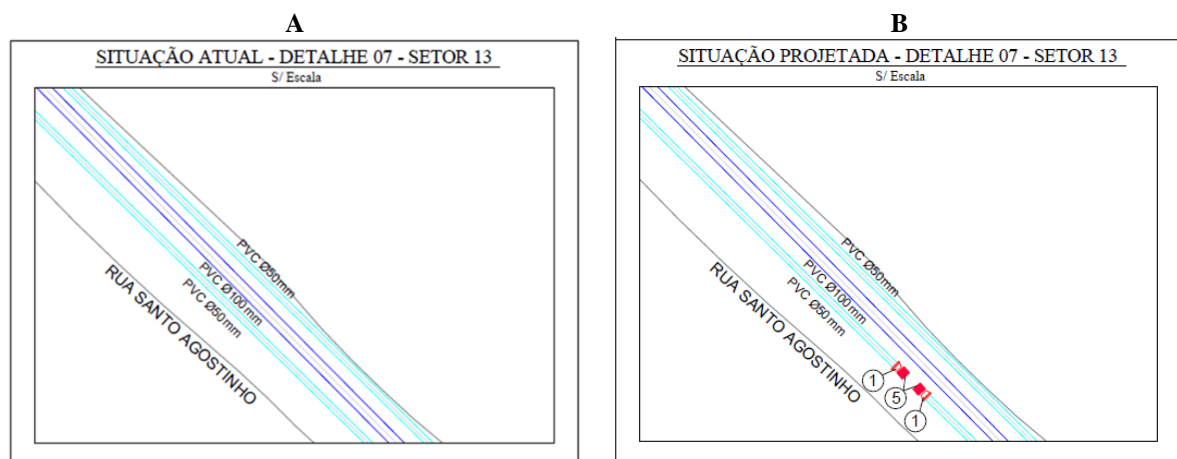 A
SITUAÇÃO ATUAL - DETALHE 07 - SETOR 13
S/ Escala
PVC Ø50mm
PVC Ø100mm
PVC Ø50mm
RUA SANTO AGOSTINHO
B
SITUAÇÃO PROJETADA - DETALHE 07 - SETOR 13
S/ Escala
PVC Ø50mm
PVC Ø100mm
PVC Ø50mm
RUA SANTO AGOSTINHO
1
5
1